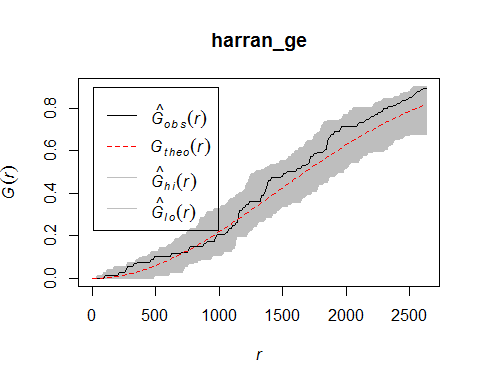 harran_ge
G(r)
0.0 0.2 0.4 0.6 0.8
Ĝobs(r)
Gtheo(r)
Ĝhi(r)
Ĝlo(r)
0 500 1000 1500 2000 2500
r